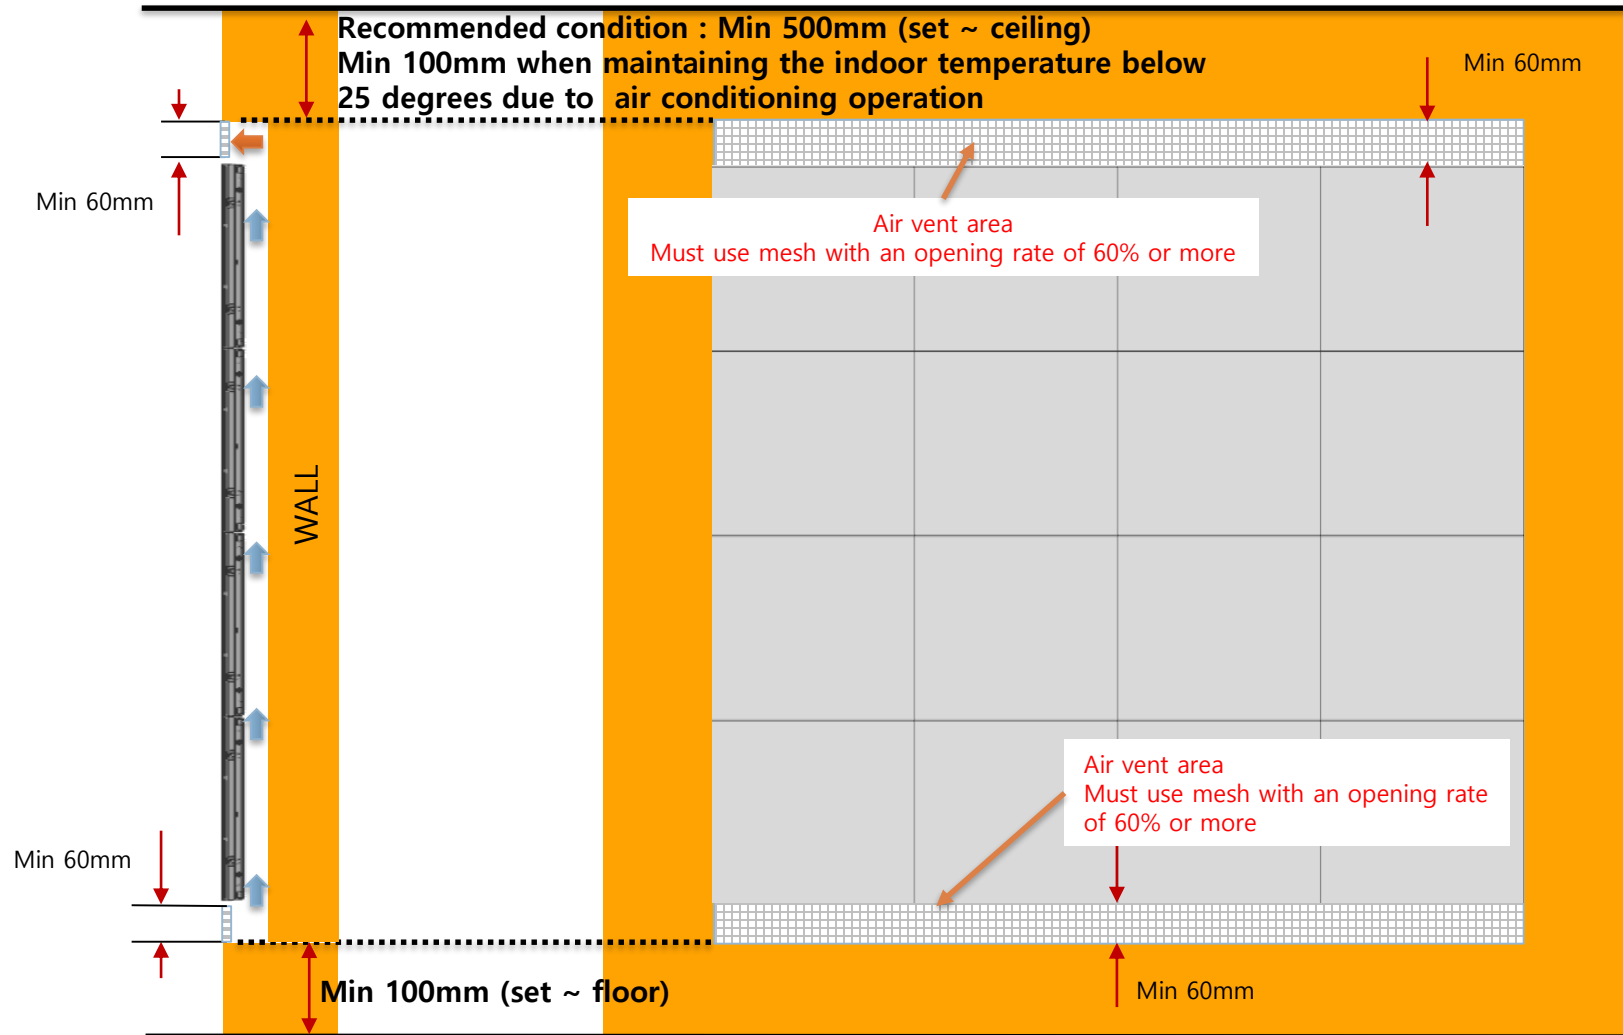 Recommended condition : Min 500mm (set ~ ceiling)
Min 100mm when maintaining the indoor temperature below
25 degrees due to air conditioning operation
Min 60mm
Min 60mm
Air vent area
Must use mesh with an opening rate of 60% or more
WALL
Air vent area
Must use mesh with an opening rate
of 60% or more
Min 60mm
Min 100mm (set ~ floor)
Min 60mm